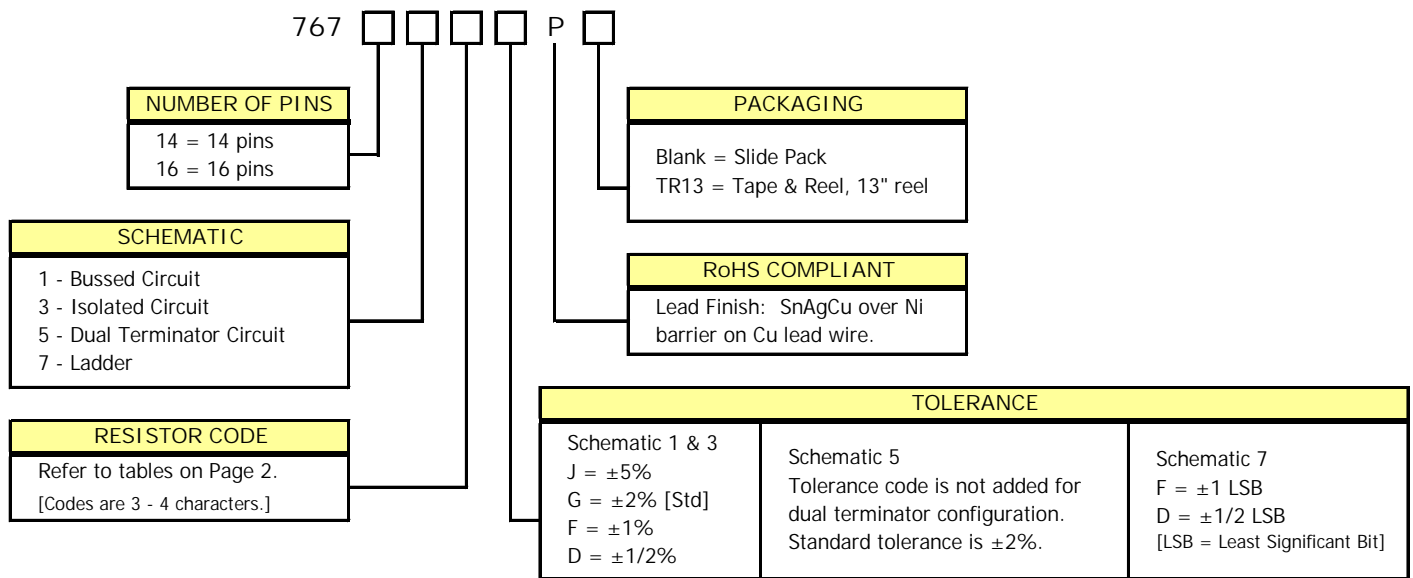 767 P
NUMBER OF PINS
14 = 14 pins
16 = 16 pins
SCHEMATIC
1 - Bussed Circuit
3 - Isolated Circuit
5 - Dual Terminator Circuit
7 - Ladder
RESISTOR CODE
Refer to tables on Page 2.
[Codes are 3 - 4 characters.]
PACKAGING
Blank = Slide Pack
TR13 = Tape & Reel, 13" reel
RoHS COMPLIANT
Lead Finish: SnAgCu over Ni
barrier on Cu lead wire.
TOLERANCE
Schematic 1 & 3
J = ±5%
G = ±2% [Std]
F = ±1%
D = ±1/2%
Schematic 5
Tolerance code is not added for
dual terminator configuration.
Standard tolerance is ±2%.
Schematic 7
F = ±1 LSB
D = ±1/2 LSB
[LSB = Least Significant Bit]